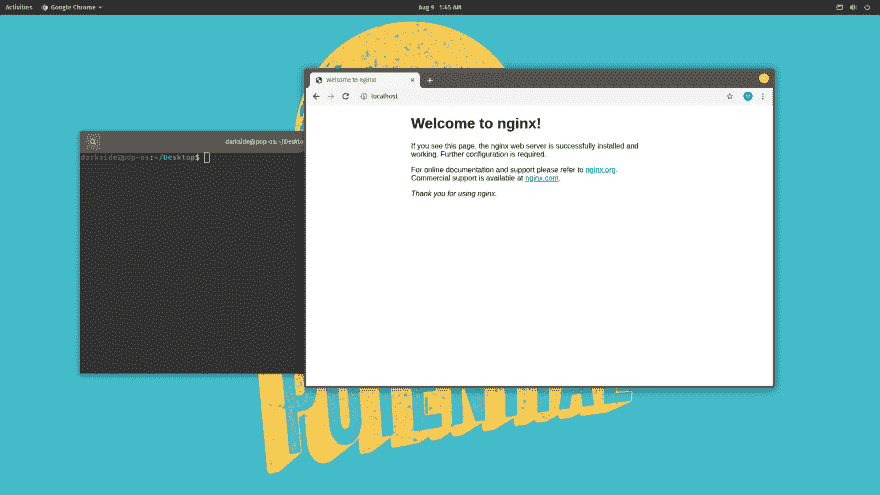 Activities Google Chrome Aug 9 1:45 AM
Welcome to nginx!
localhost
darkside@pop-os: ~/Deskto
darkside@pop-os:~/Desktop$
Welcome to nginx!
If you see this page, the nginx web server is successfully installed and
working. Further configuration is required.
For online documentation and support please refer to nginx.org.
Commercial support is available at nginx.com.
Thank you for using nginx.